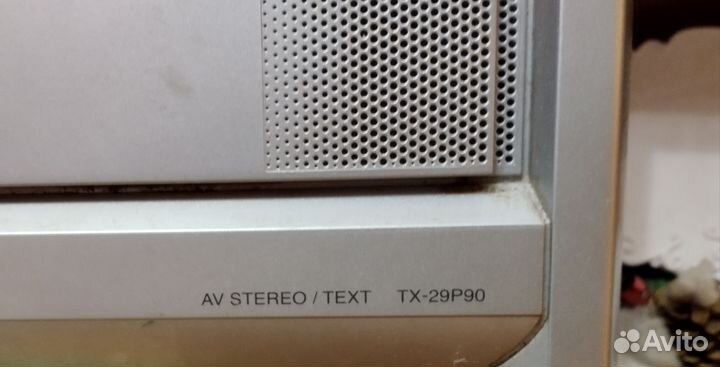 AV STEREO / TEXT TX-29P90
Avito